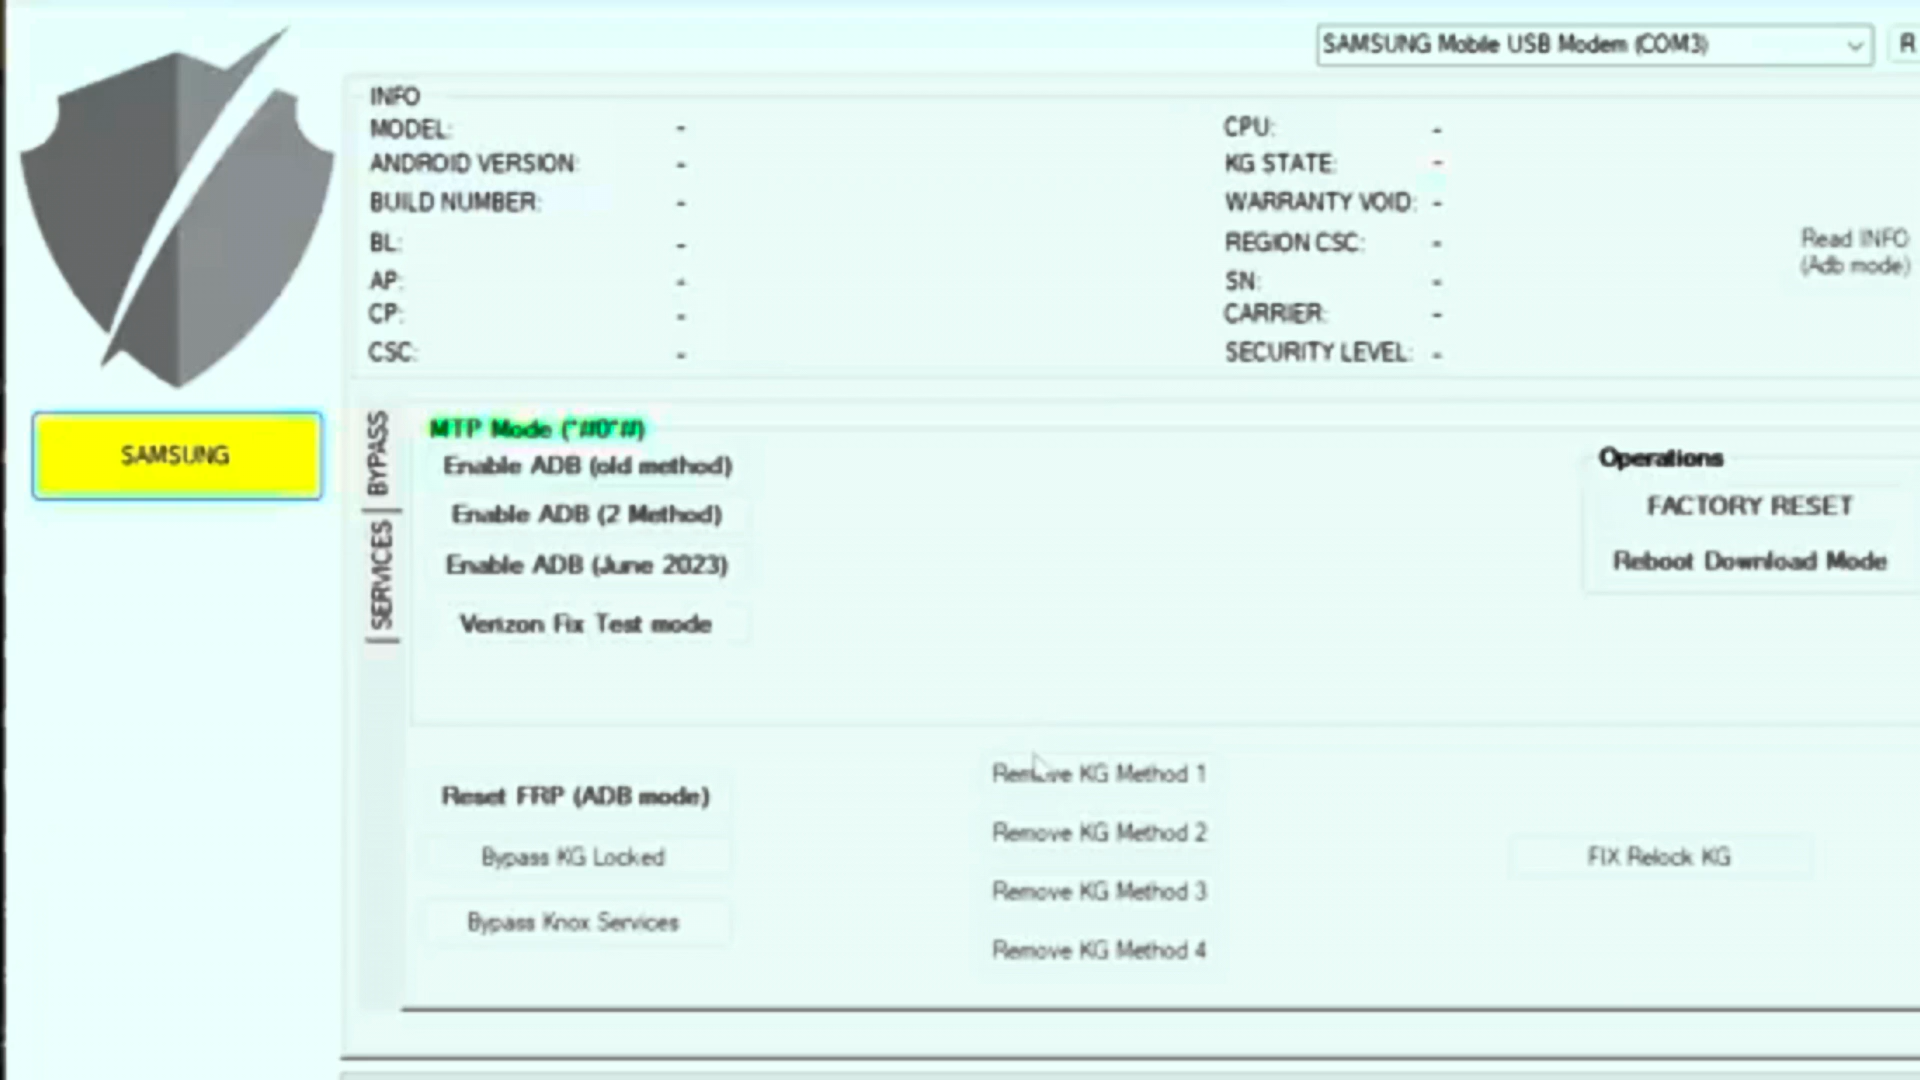 SAMSUNG Mobile USB Modem (COM3)
R
INFO
MODEL: -
CPU: -
ANDROID VERSION: -
KG STATE: -
BUILD NUMBER: -
WARRANTY VOID: -
BL: -
REGION CSC: -
Read INFO
(Adb mode)
AP: -
SN: -
CP: -
CARRIER: -
CSC: -
SECURITY LEVEL: -
SAMSUNG
BYPASS
SERVICES
MTP Mode (*#0*#)
Enable ADB (old method)
Enable ADB (2 Method)
Enable ADB (June 2023)
Verizon Fix Test mode
Operations
FACTORY RESET
Reboot Download Mode
Reset FRP (ADB mode)
Bypass KG Locked
Bypass Knox Services
Remove KG Method 1
Remove KG Method 2
Remove KG Method 3
Remove KG Method 4
FIX Relock KG